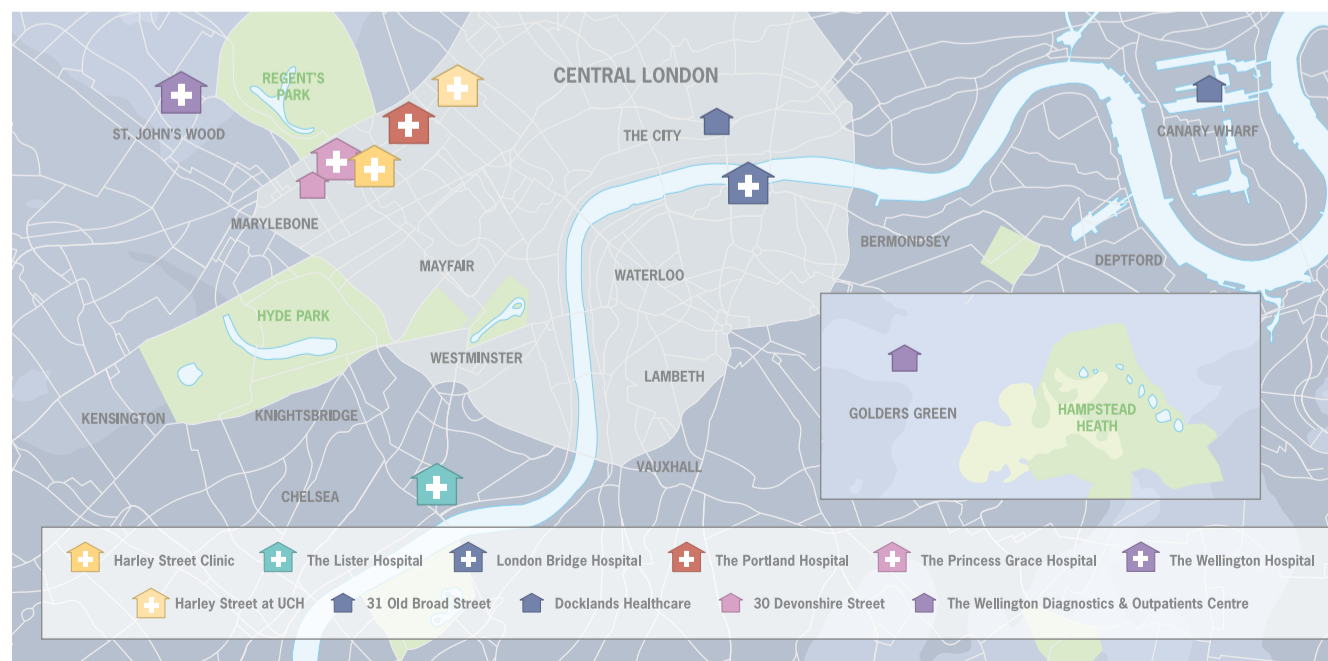 CENTRAL LONDON
REGENT'S
PARK
ST. JOHN'S WOOD
THE CITY
CANARY WHARF
MARYLEBONE
BERMONDSEY
DEPTFORD
MAYFAIR
WATERLOO
HYDE PARK
WESTMINSTER
LAMBETH
KENSINGTON
KNIGHTSBRIDGE
GOLDERS GREEN
HAMPSTEAD
HEATH
VAUXHALL
CHELSEA
Harley Street Clinic
The Lister Hospital
London Bridge Hospital
The Portland Hospital
The Princess Grace Hospital
The Wellington Hospital
Harley Street at UCH
31 Old Broad Street
Docklands Healthcare
30 Devonshire Street
The Wellington Diagnostics & Outpatients Centre